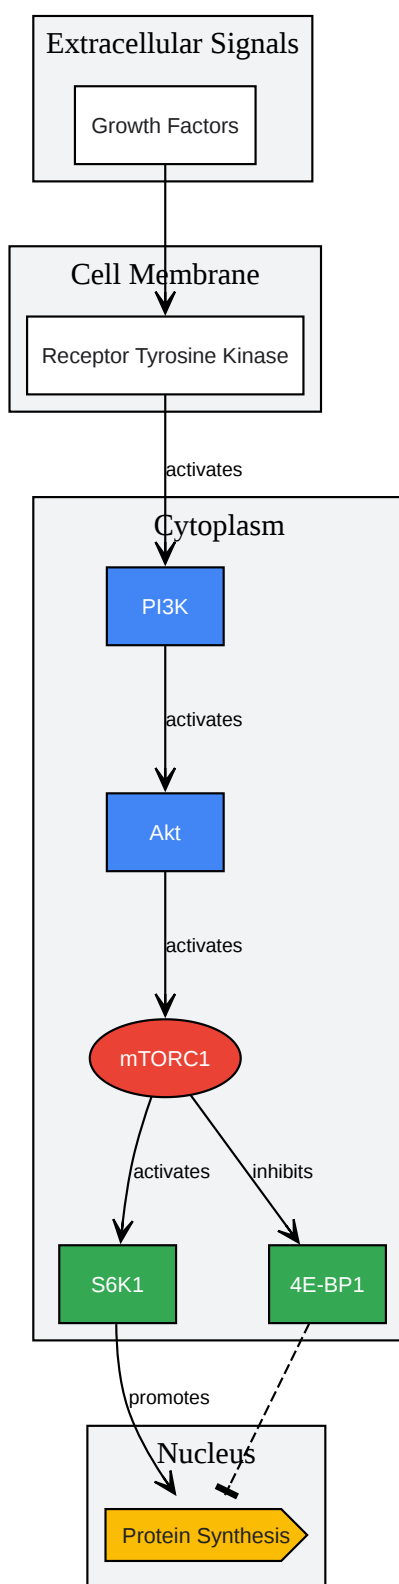 Extracellular Signals
Growth Factors
Cell Membrane
Receptor Tyrosine Kinase
activates
Cytoplasm
PI3K
activates
Akt
activates
mTORC1
activates
inhibits
S6K1
4E-BP1
promotes
Nucleus
Protein Synthesis